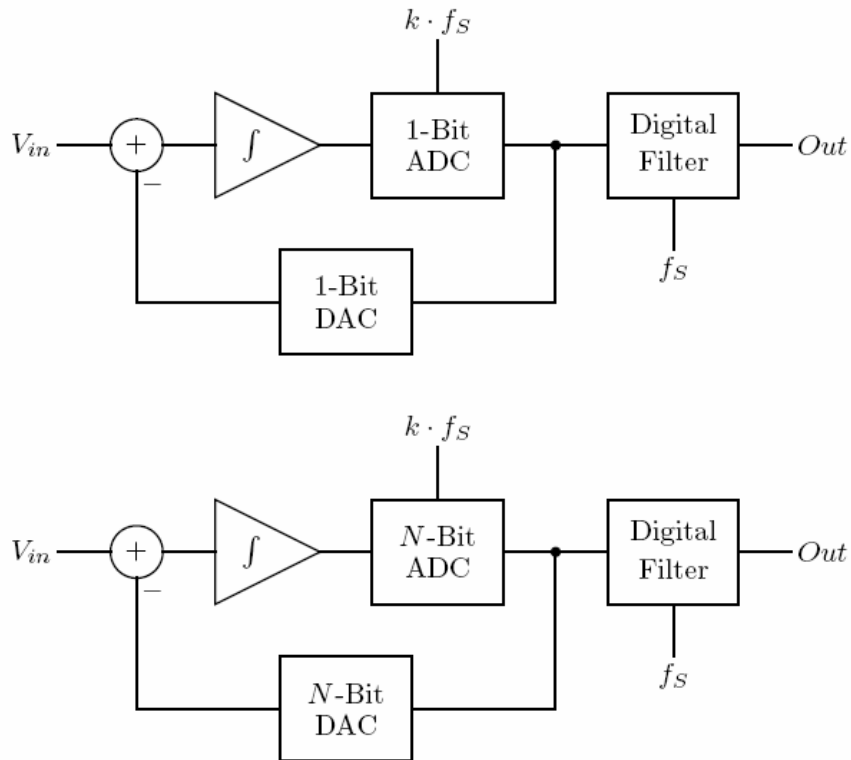 k · f_S
V_in
+
−
∫
1-Bit
ADC
Digital
Filter
Out
f_S
1-Bit
DAC
k · f_S
V_in
+
−
∫
N-Bit
ADC
Digital
Filter
Out
f_S
N-Bit
DAC